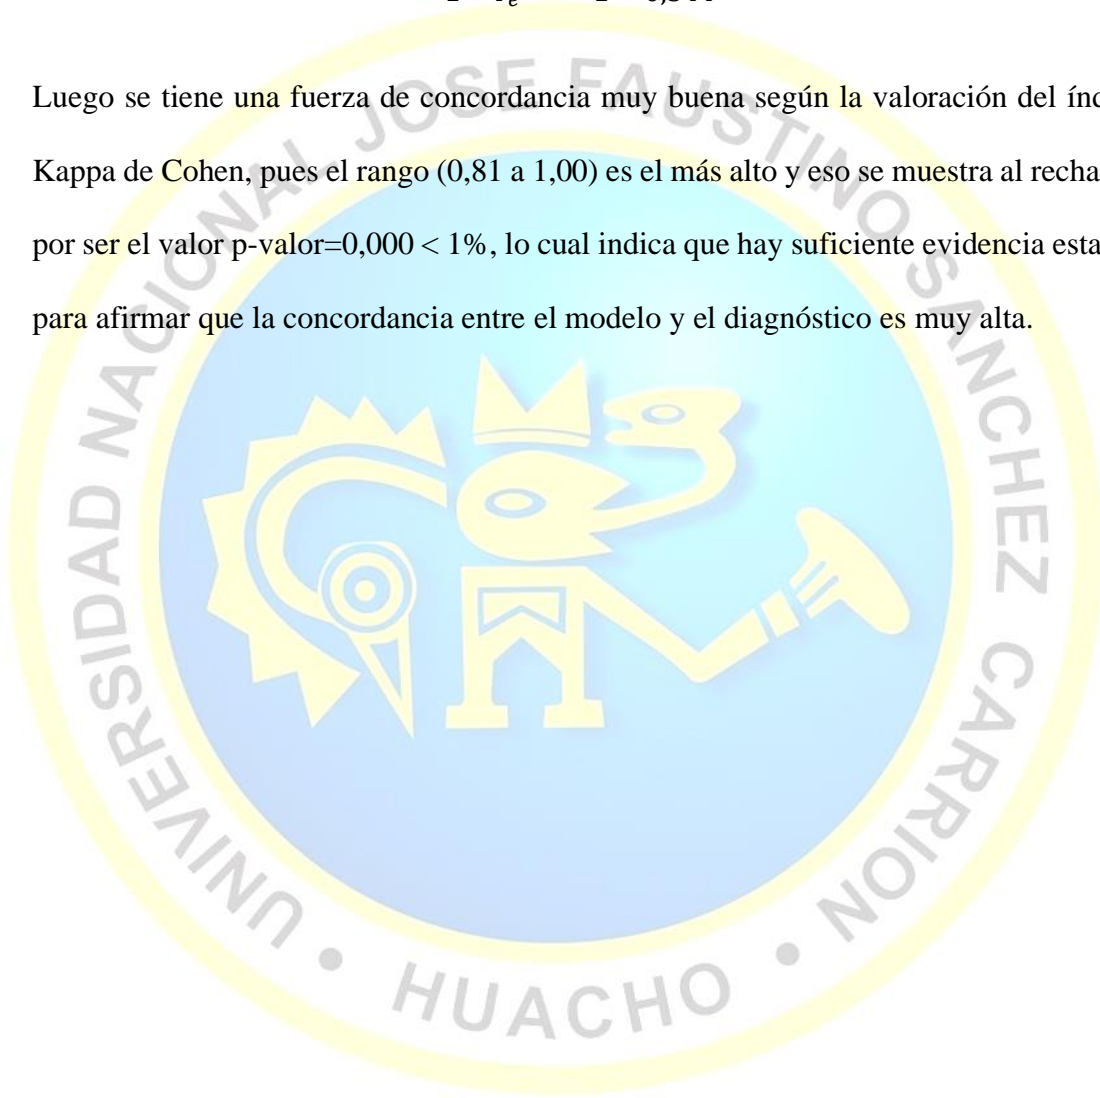 Luego se tiene una fuerza de concordancia muy buena según la valoración del índ
Kappa de Cohen, pues el rango (0,81 a 1,00) es el más alto y eso se muestra al recha
por ser el valor p-valor=0,000 < 1%, lo cual indica que hay suficiente evidencia esta
para afirmar que la concordancia entre el modelo y el diagnóstico es muy alta.
UNIVERSIDAD NACIONAL JOSE FAUSTINO SANCHEZ CARRION
• HUACHO •